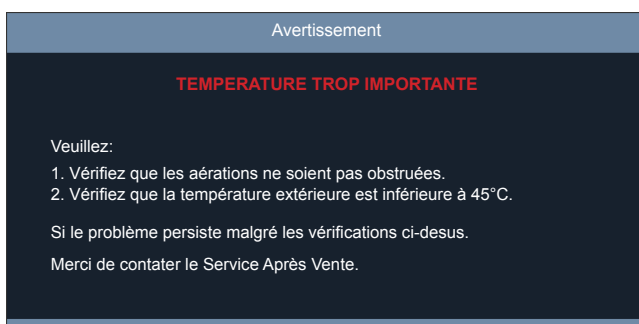 Avertissement
TEMPERATURE TROP IMPORTANTE
Veuillez:
1. Vérifiez que les aérations ne soient pas obstruées.
2. Vérifiez que la température extérieure est inférieure à 45°C.
Si le problème persiste malgré les vérifications ci-desus.
Merci de contater le Service Après Vente.